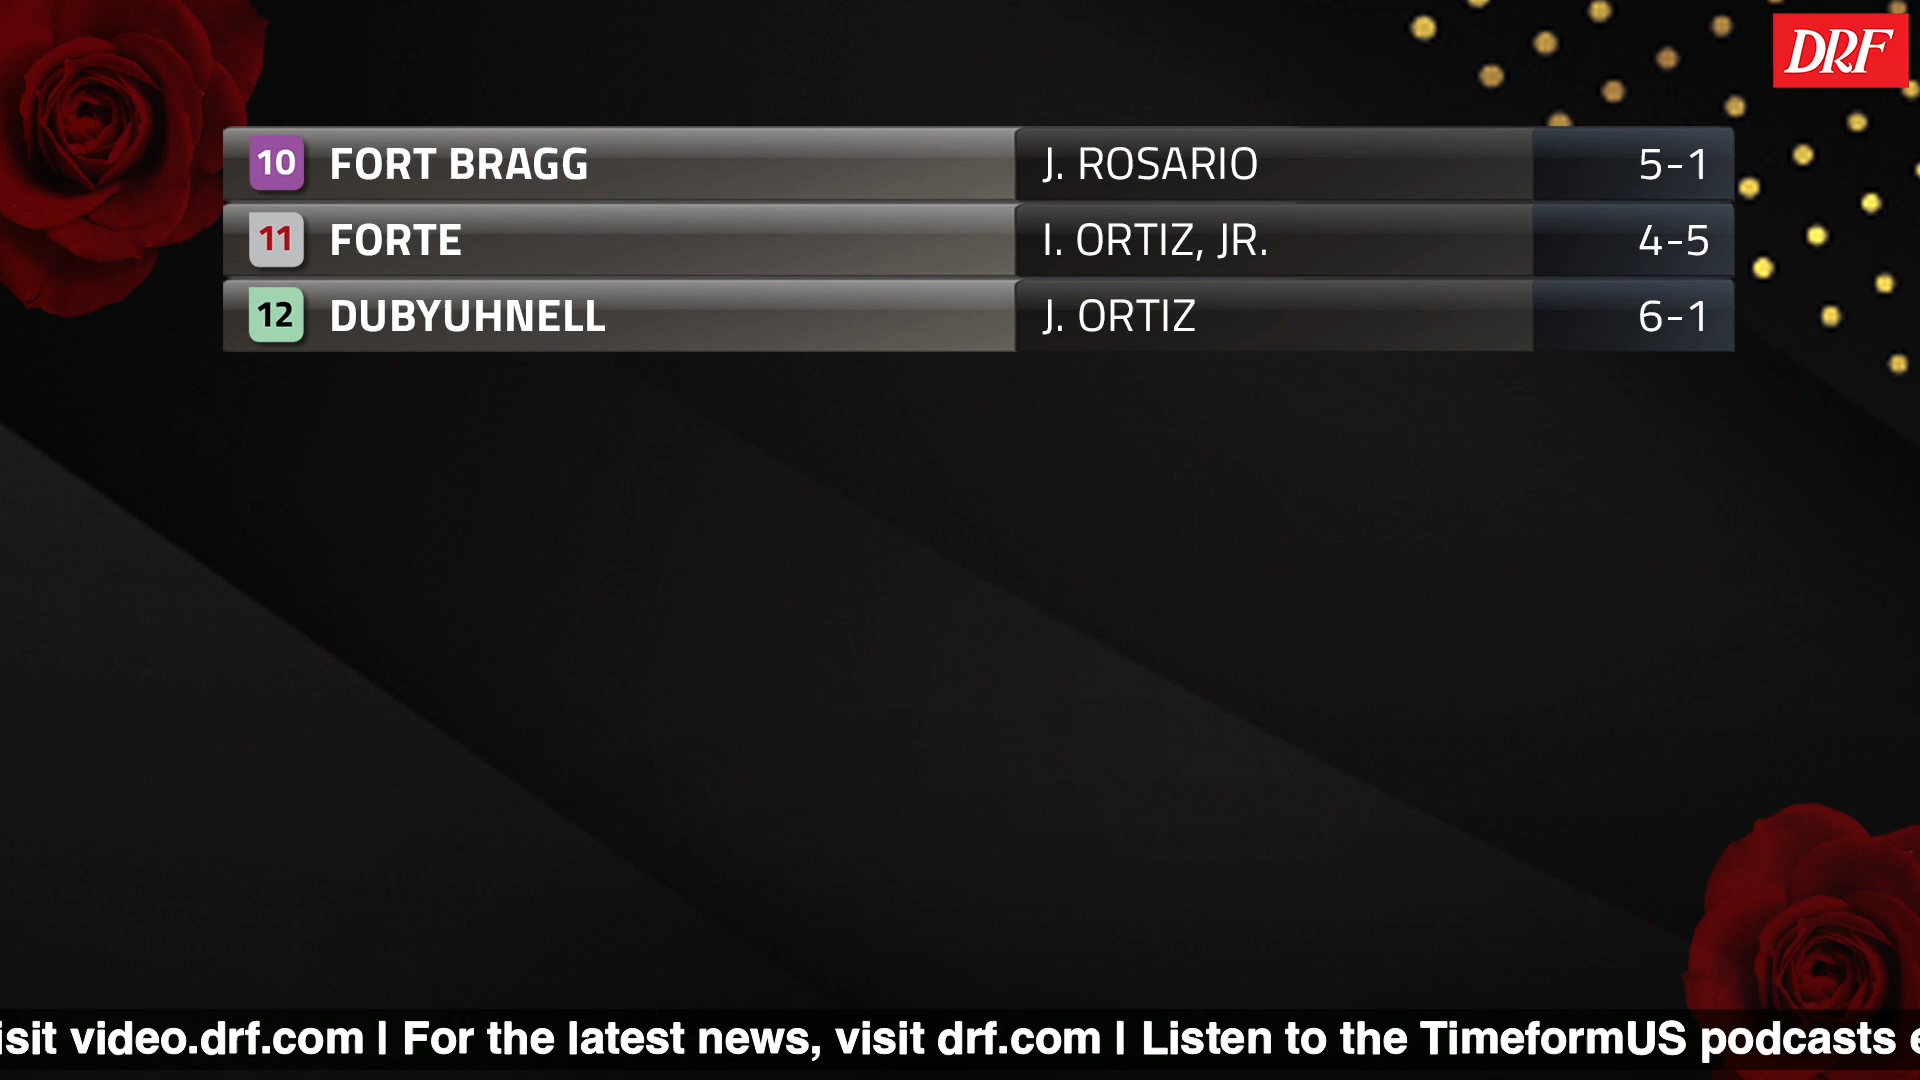 DRF
10 FORT BRAGG J. ROSARIO 5-1
11 FORTE I. ORTIZ, JR. 4-5
12 DUBYUHNELL J. ORTIZ 6-1
isit video.drf.com | For the latest news, visit drf.com | Listen to the TimeformUS podcasts